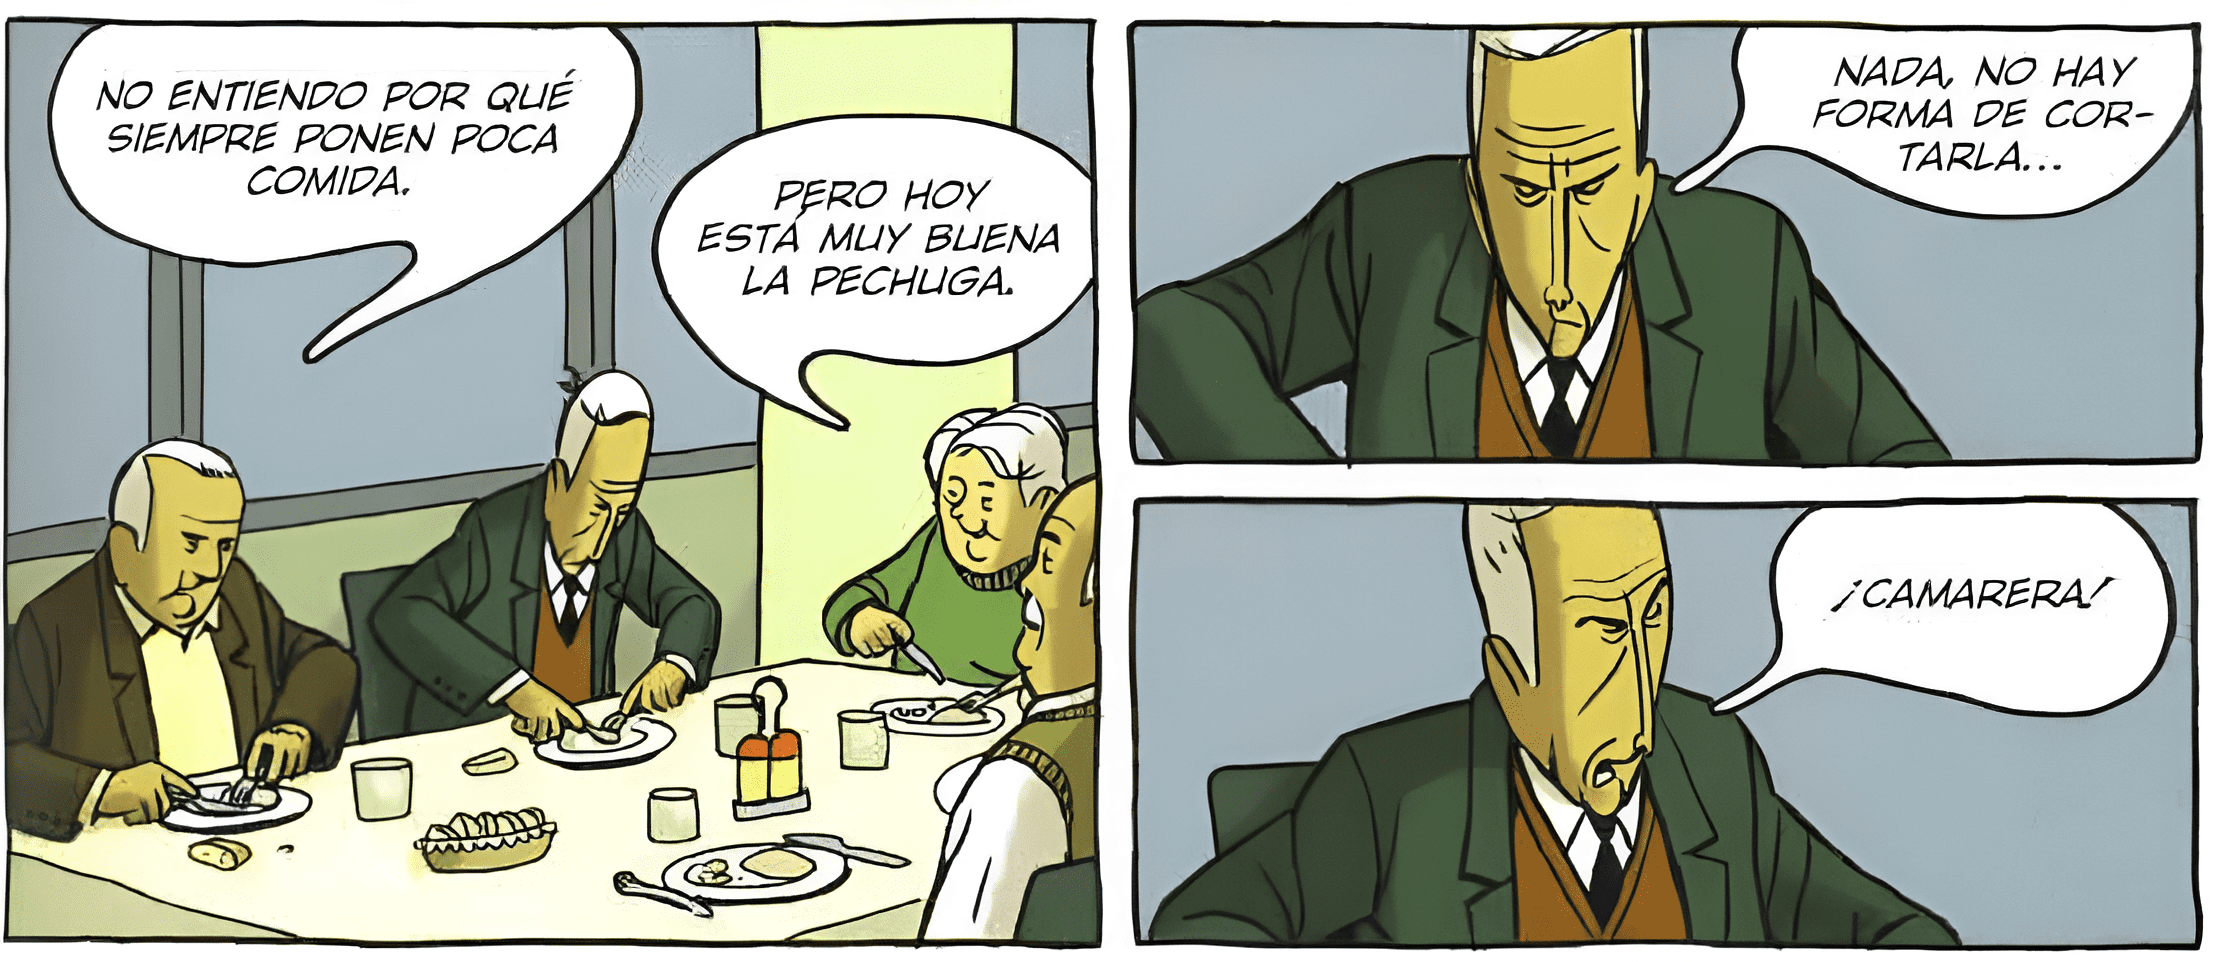 NO ENTIENDO POR QUÉ
SIEMPRE PONEN POCA
COMIDA.
PERO HOY
ESTÁ MUY BUENA
LA PECHUGA.
NADA, NO HAY
FORMA DE COR-
TARLA...
¡CAMARERA!